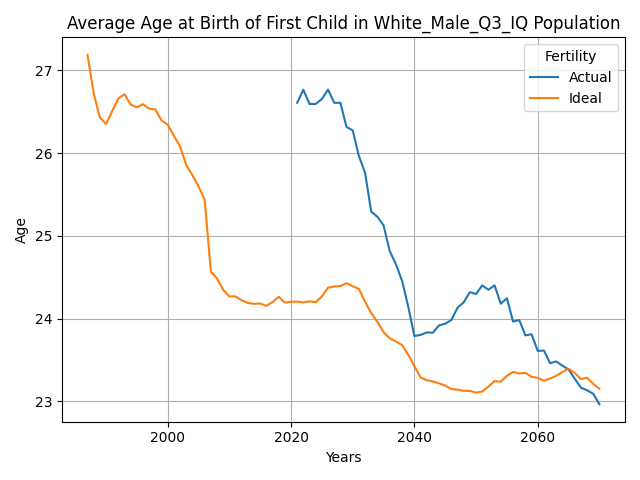 Average Age at Birth of First Child in White_Male_Q3_IQ Population
Fertility
Actual
Ideal
27
26
25
24
23
Age
2000
2020
2040
2060
Years